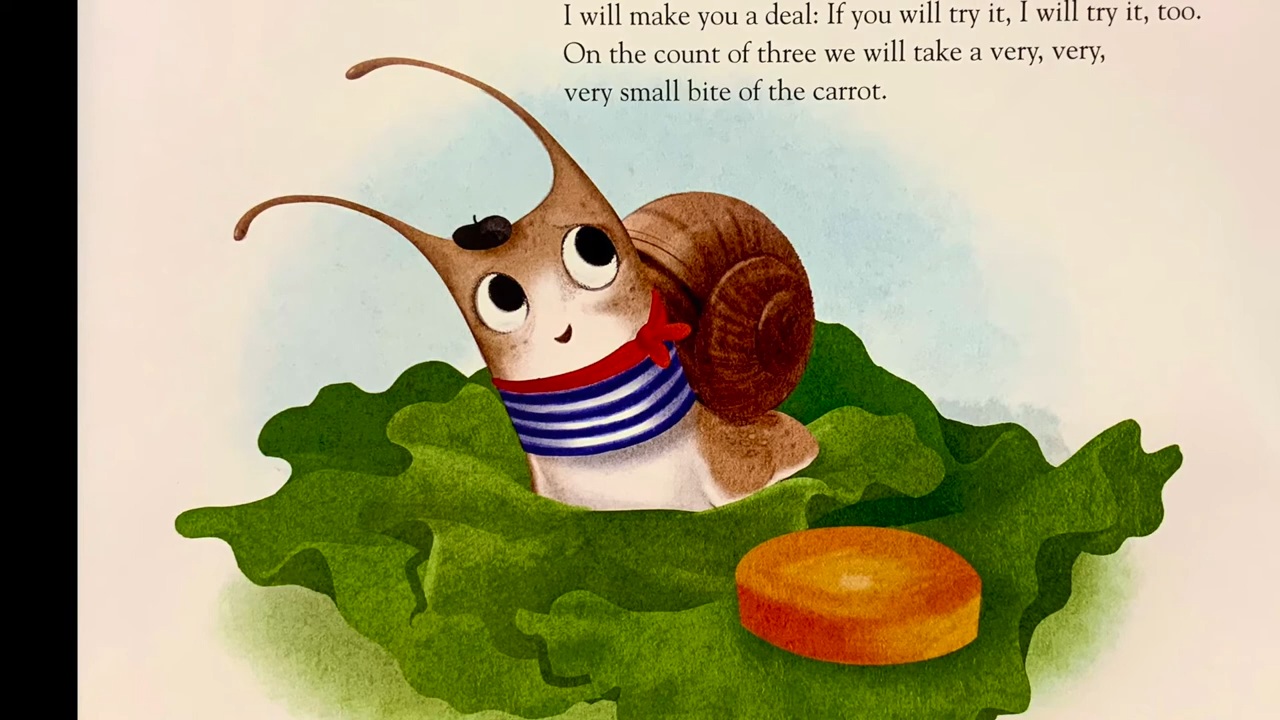 I will make you a deal: If you will try it, I will try it, too.
On the count of three we will take a very, very,
very small bite of the carrot.